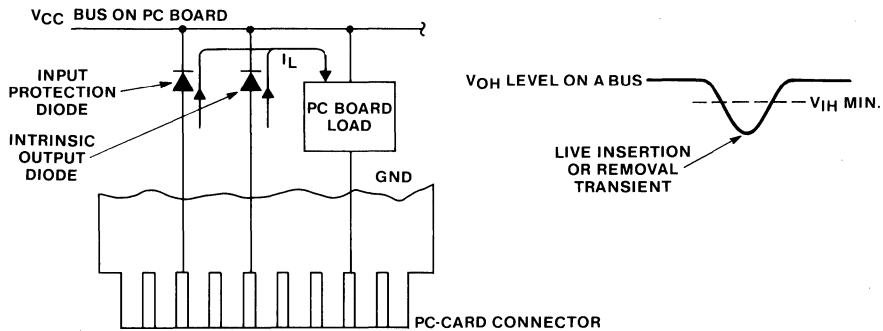 VCC BUS ON PC BOARD
INPUT
PROTECTION
DIODE
INTRINSIC
OUTPUT
DIODE
IL
PC BOARD
LOAD
GND
PC-CARD CONNECTOR
VOH LEVEL ON A BUS
VIH MIN.
LIVE INSERTION
OR REMOVAL
TRANSIENT